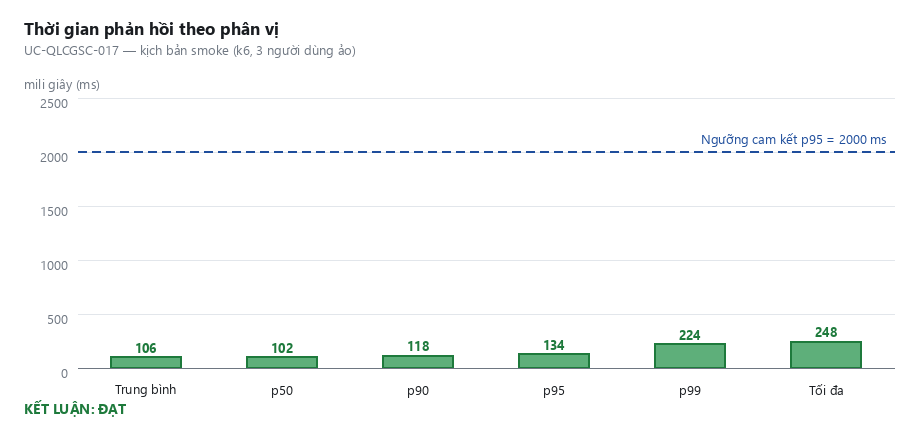 Thời gian phản hồi theo phân vị
UC-QLCGSC-017 — kịch bản smoke (k6, 3 người dùng ảo)
mili giây (ms)
2500
Ngưỡng cam kết p95 = 2000 ms
2000
1500
1000
500
0
106
102
118
134
224
248
Trung bình
p50
p90
p95
p99
Tối đa
KẾT LUẬN: ĐẠT